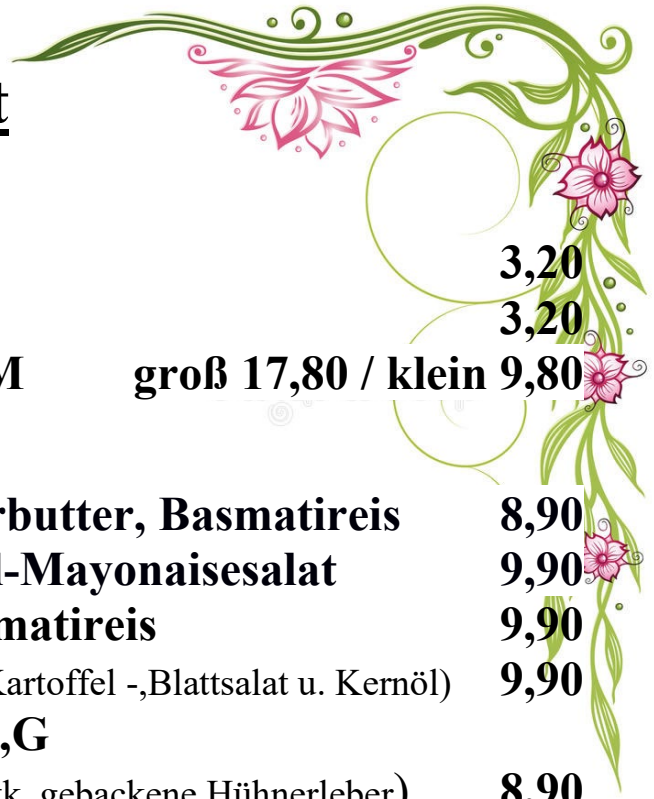 t
3,20
3,20
M groß 17,80 / klein 9,80
rbutter, Basmatireis 8,90
l-Mayonaisesalat 9,90
matireis 9,90
Kartoffel -,Blattsalat u. Kernöl) 9,90
,G
k. gebackene Hühnerleber) 8,90